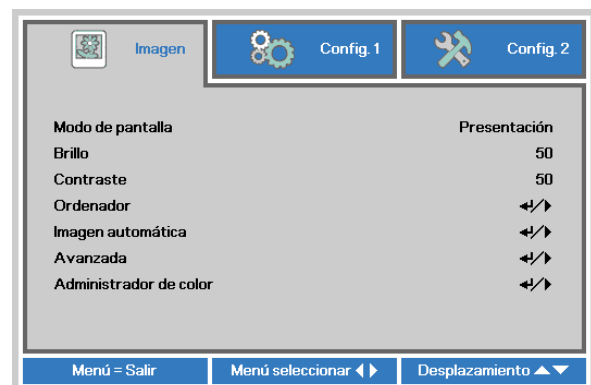 Imagen
Config. 1
Config. 2
Modo de pantalla Presentación
Brillo 50
Contraste 50
Ordenador ↵/▶
Imagen automática ↵/▶
Avanzada ↵/▶
Administrador de color ↵/▶
Menú = Salir
Menú seleccionar ◀ ▶
Desplazamiento ▲▼